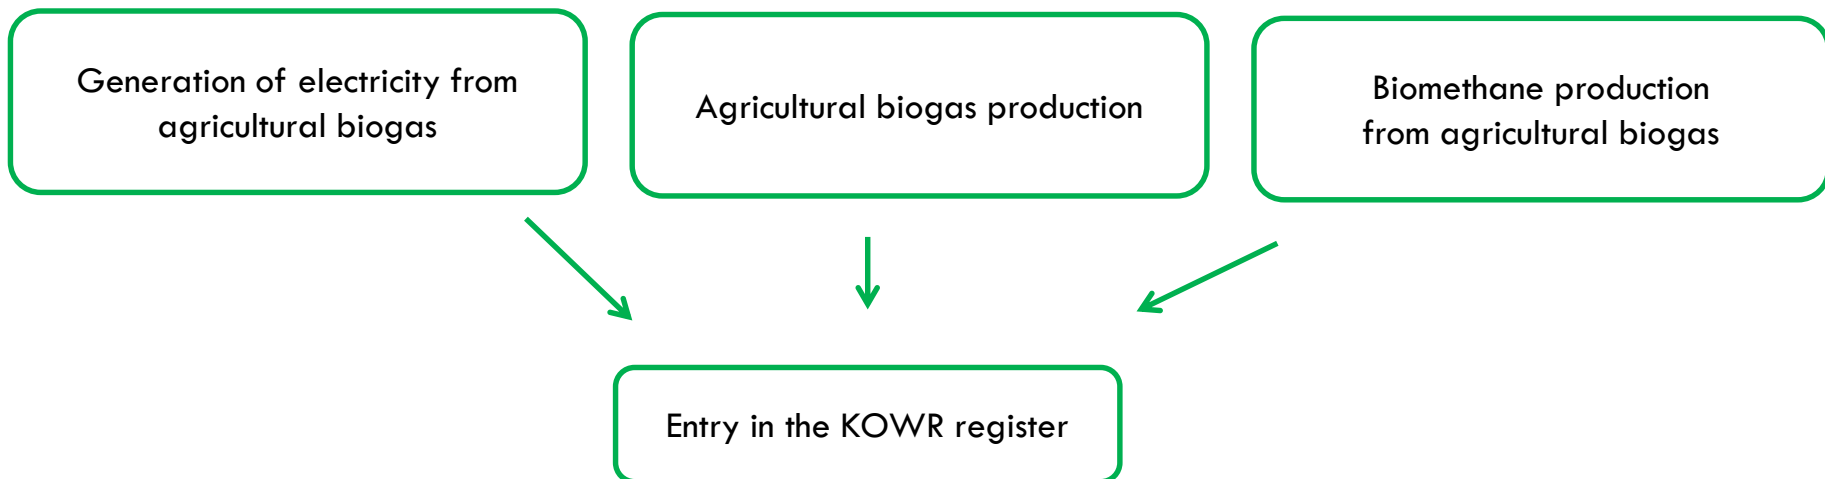 Generation of electricity from
agricultural biogas
Agricultural biogas production
Biomethane production
from agricultural biogas
Entry in the KOWR register